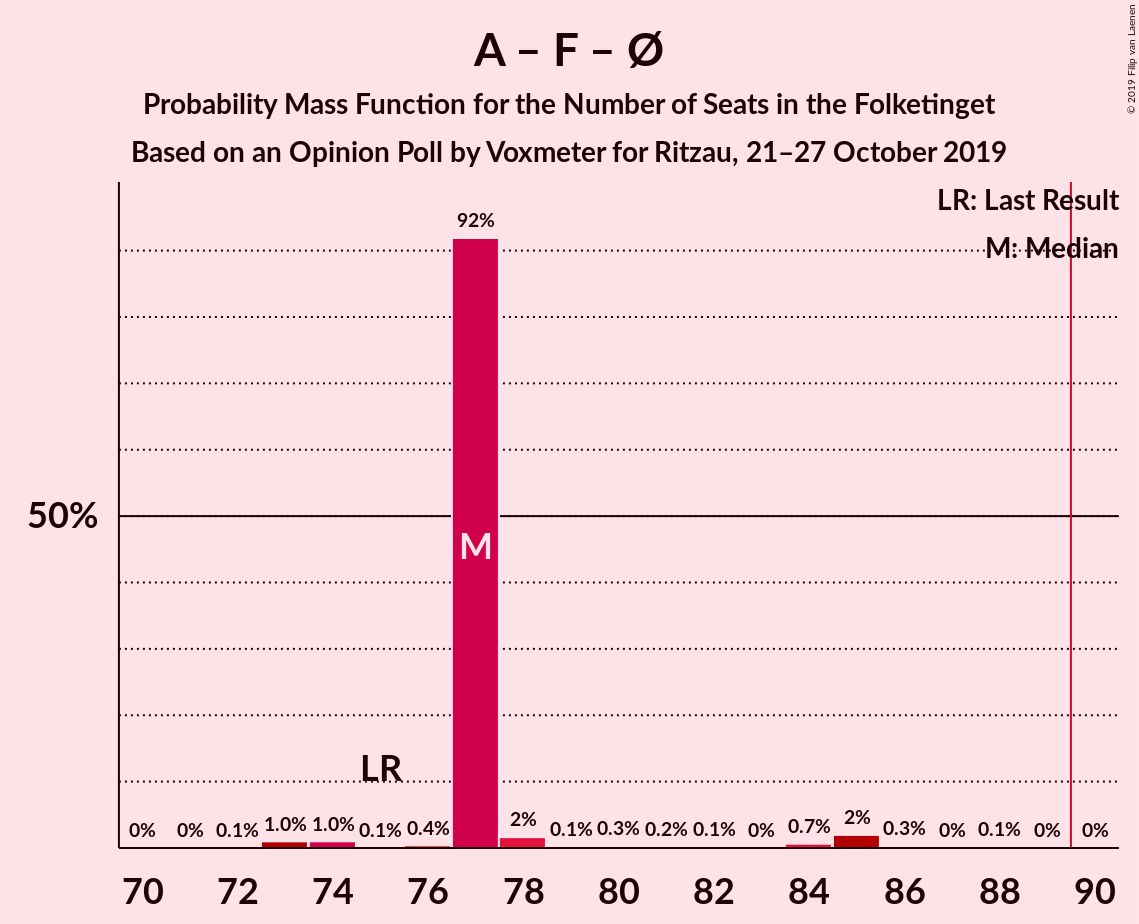 A – F – Ø
Probability Mass Function for the Number of Seats in the Folketinget
Based on an Opinion Poll by Voxmeter for Ritzau, 21–27 October 2019
© 2019 Filip van Laenen
LR: Last Result
M: Median
92%
50%
M
LR
0% 0% 0.1% 1.0% 1.0% 0.1% 0.4% 2% 0.1% 0.3% 0.2% 0.1% 0% 0.7% 2% 0.3% 0% 0.1% 0% 0%
70 72 74 76 78 80 82 84 86 88 90